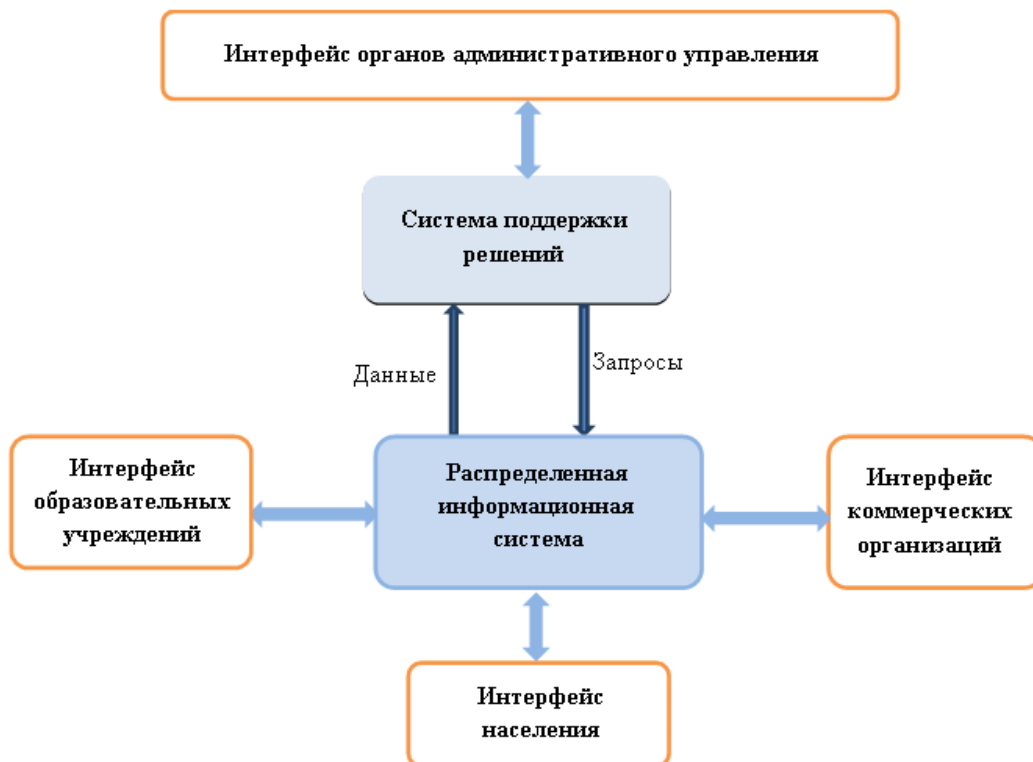 Интерфейс органов административного управления
Система поддержки
решений
Данные
Запросы
Интерфейс
образовательных
учреждений
Распределенная
информационная
система
Интерфейс
коммерческих
организаций
Интерфейс
населения